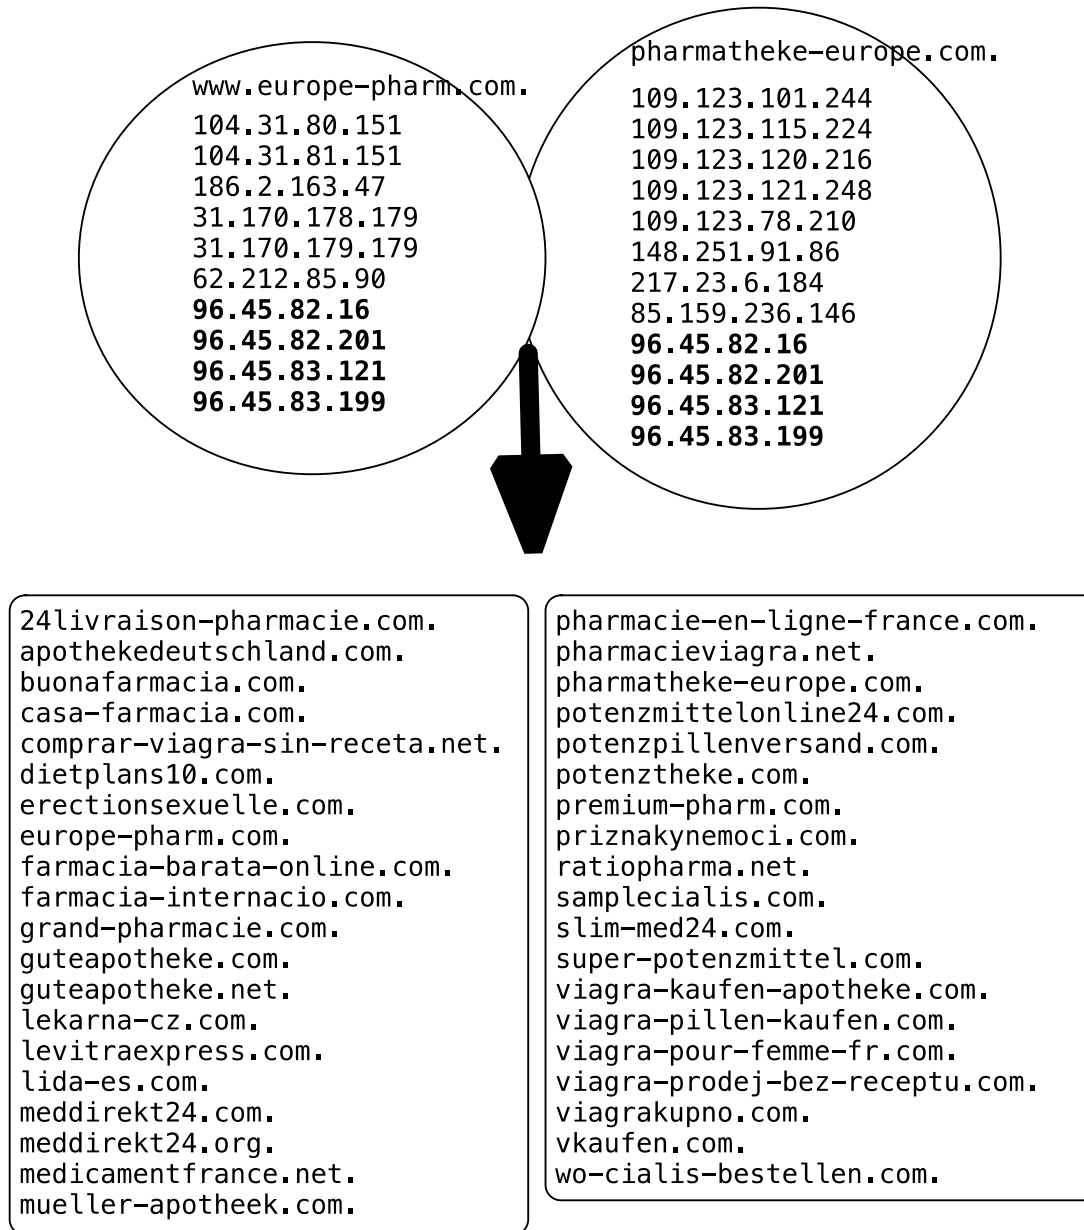 www.europe-pharm.com.
104.31.80.151
104.31.81.151
186.2.163.47
31.170.178.179
31.170.179.179
62.212.85.90
96.45.82.16
96.45.82.201
96.45.83.121
96.45.83.199
pharmatheke-europe.com.
109.123.101.244
109.123.115.224
109.123.120.216
109.123.121.248
109.123.78.210
148.251.91.86
217.23.6.184
85.159.236.146
96.45.82.16
96.45.82.201
96.45.83.121
96.45.83.199
24livraison-pharmacie.com.
apothekedeutschland.com.
buonafarmacia.com.
casa-farmacia.com.
comprar-viagra-sin-receta.net.
dietplans10.com.
erectionsexuelle.com.
europe-pharm.com.
farmacia-barata-online.com.
farmacia-internacio.com.
grand-pharmacie.com.
guteapotheke.com.
guteapotheke.net.
lekarna-cz.com.
levitraexpress.com.
lida-es.com.
meddirekt24.com.
meddirekt24.org.
medicamentfrance.net.
mueller-apotheek.com.
pharmacie-en-ligne-france.com.
pharmacieviagra.net.
pharmatheke-europe.com.
potenzmittelonline24.com.
potenzpillenversand.com.
potenztheke.com.
premium-pharm.com.
priznakynemoci.com.
ratiopharma.net.
samplecialis.com.
slim-med24.com.
super-potenzmittel.com.
viagra-kaufen-apotheke.com.
viagra-pillen-kaufen.com.
viagra-pour-femme-fr.com.
viagra-prodej-bez-receptu.com.
viagrakupno.com.
vkaufen.com.
wo-cialis-bestellen.com.